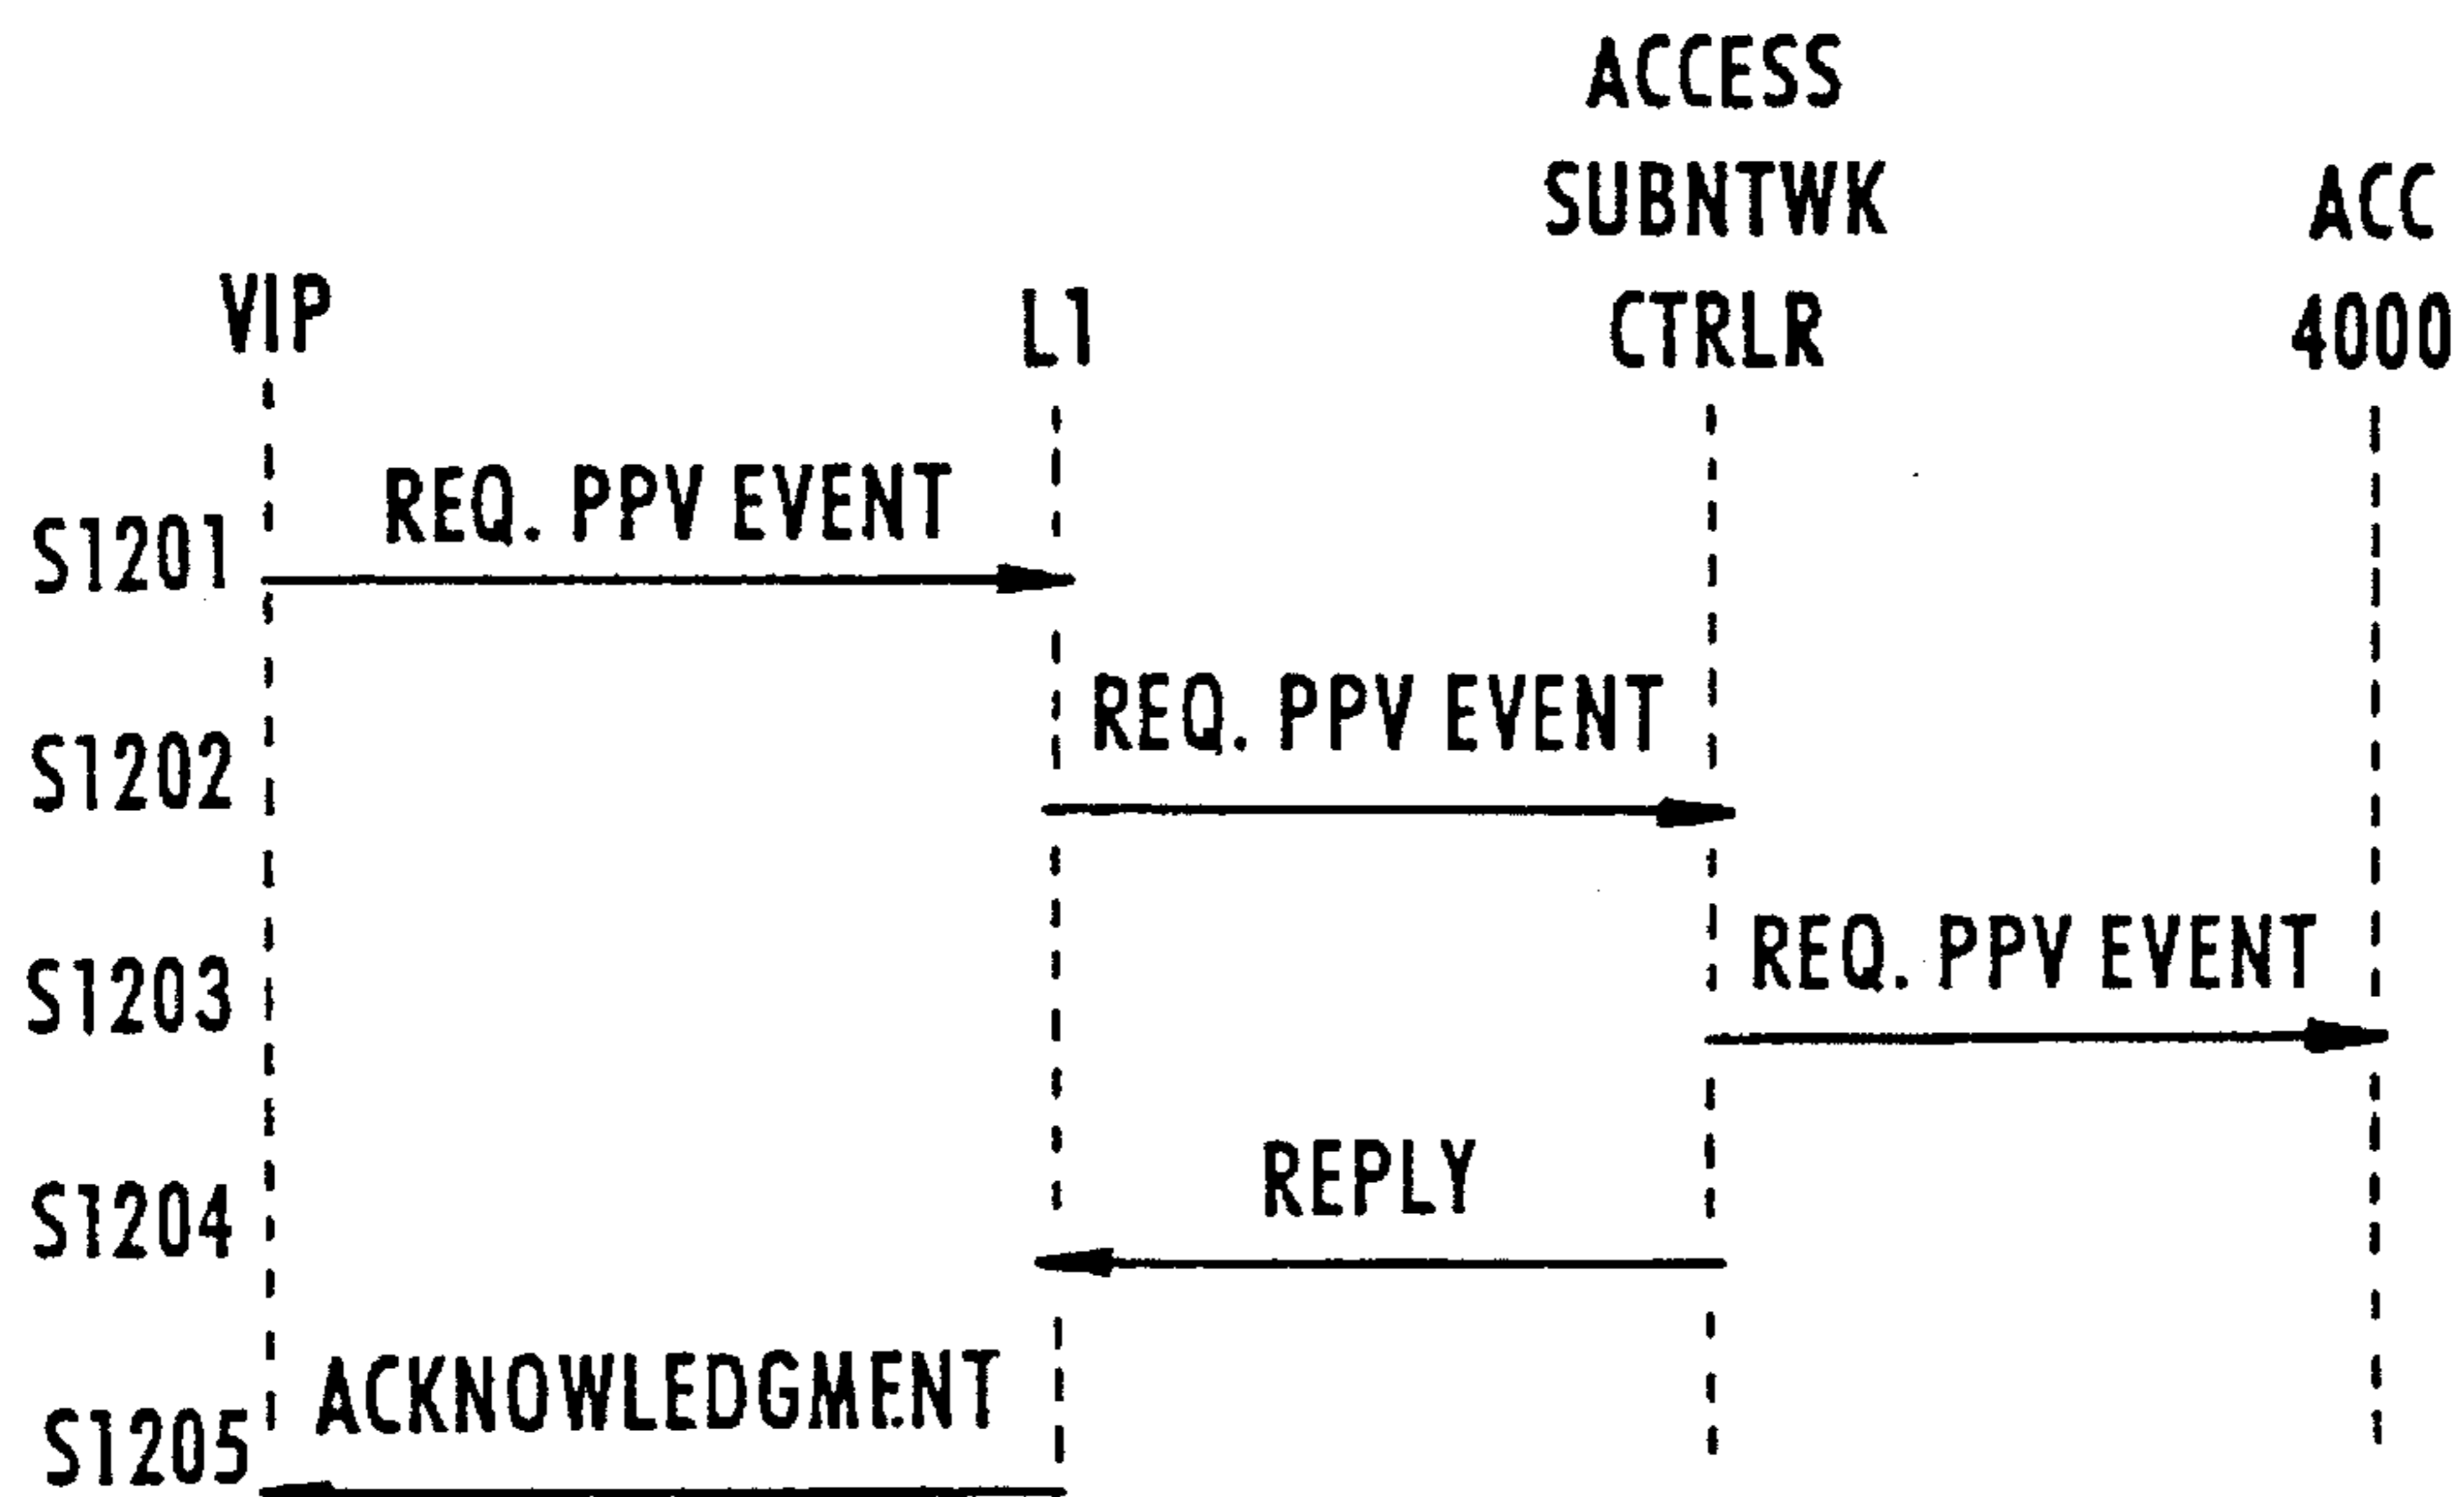 ACCESS
SUBNTWK
CTRLR
ACC
4000
VIP
L1
REQ. PPV EVENT
S1201
REQ. PPV EVENT
S1202
REQ. PPV EVENT
S1203
REPLY
S1204
ACKNOWLEDGMENT
S1205